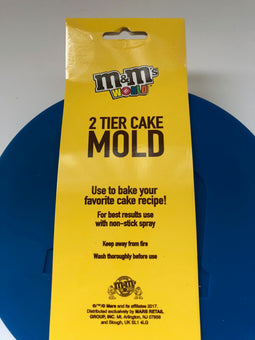 m&m's
WORLD
2 TIER CAKE
MOLD
Use to bake your
favorite cake recipe!
For best results use
with non-stick spray
Keep away from fire
Wash thoroughly before use
m&m's
©/™/® Mars and its affiliates 2017.
Distributed exclusively by MARS RETAIL
GROUP, INC. Mt. Arlington, NJ 07856
and Slough, UK SL1 4LG